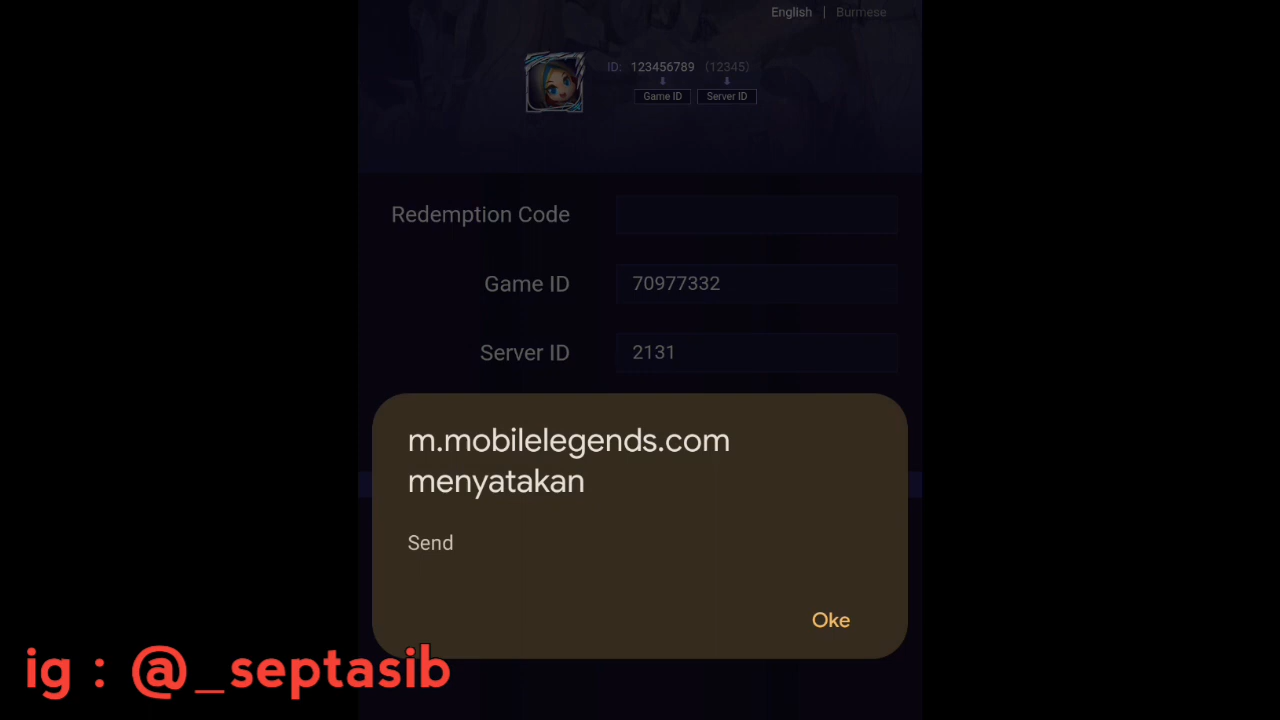 English | Burmese
ID: 123456789 (12345)
Game ID Server ID
Redemption Code
Game ID 70977332
Server ID 2131
m.mobilelegends.com
menyatakan
Send
Oke
ig : @_septasib